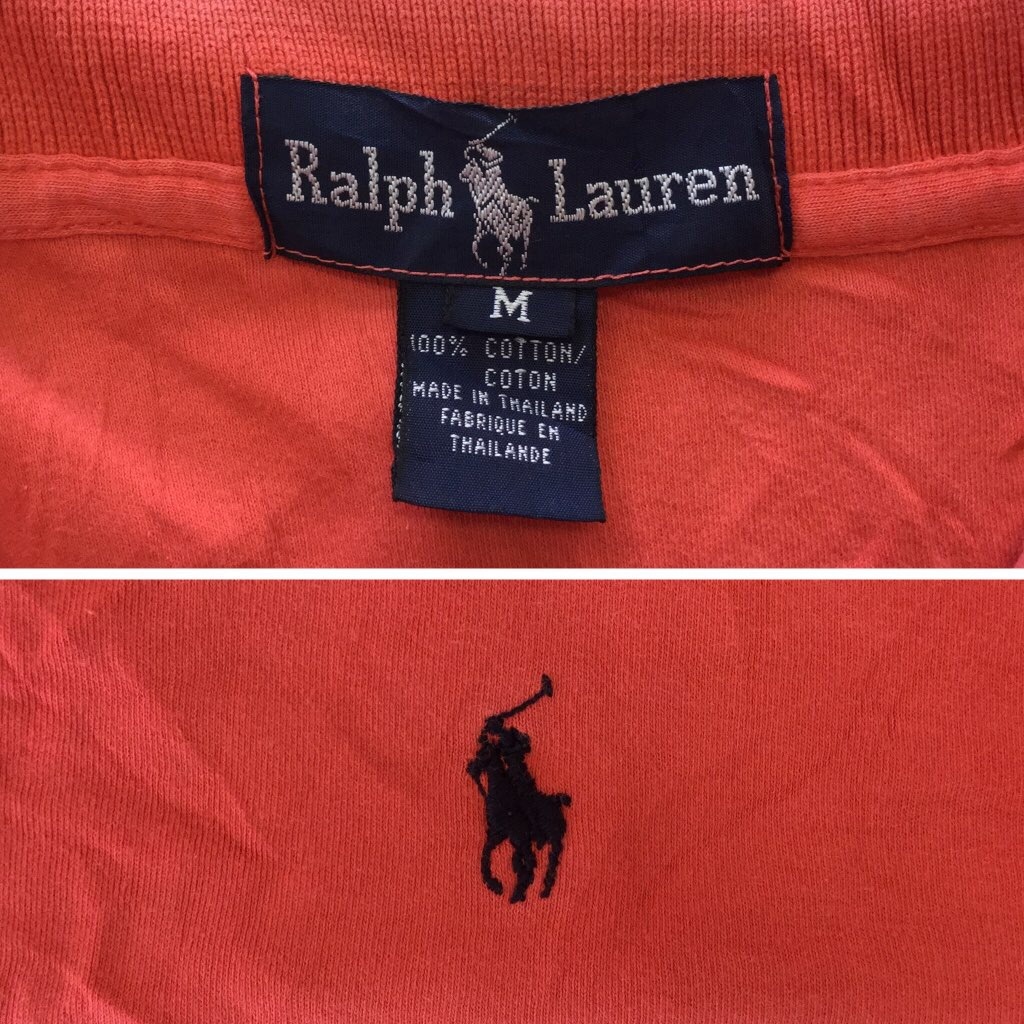 Ralph Lauren
M
100% COTTON/
COTON
MADE IN THAILAND
FABRIQUE EN
THAILANDE